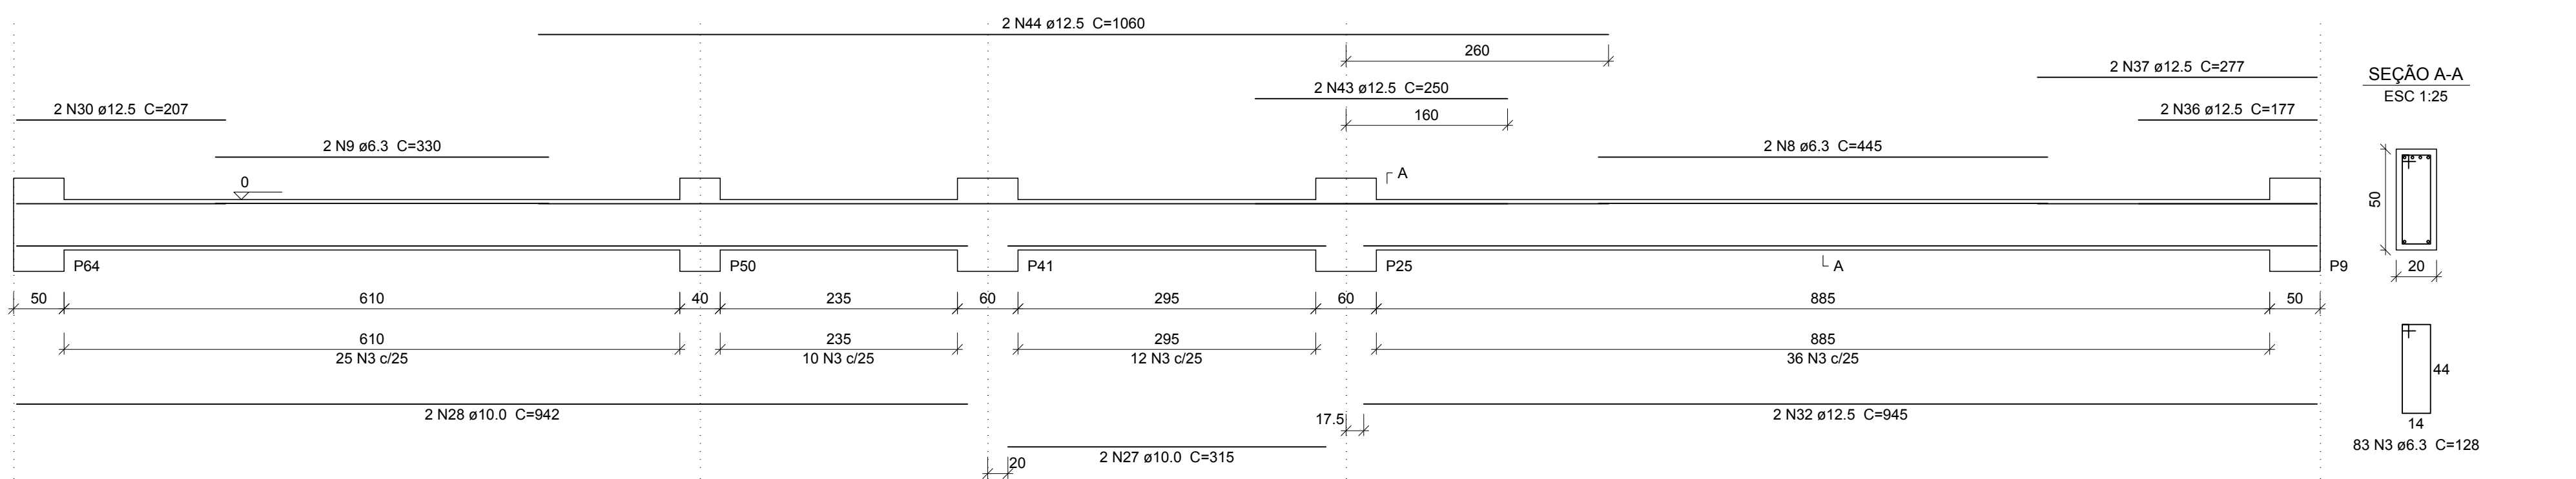 2 N44 ø12.5 C=1060
260
2 N37 ø12.5 C=277
SEÇÃO A-A
ESC 1:25
2 N43 ø12.5 C=250
2 N30 ø12.5 C=207
160
2 N36 ø12.5 C=177
2 N9 ø6.3 C=330
2 N8 ø6.3 C=445
0
A
50
P64
P50
P41
P25
A
P9
20
50
610
40
235
60
295
60
885
50
610
235
295
885
25 N3 c/25
10 N3 c/25
12 N3 c/25
36 N3 c/25
44
2 N28 ø10.0 C=942
17.5
2 N32 ø12.5 C=945
14
83 N3 ø6.3 C=128
20
2 N27 ø10.0 C=315